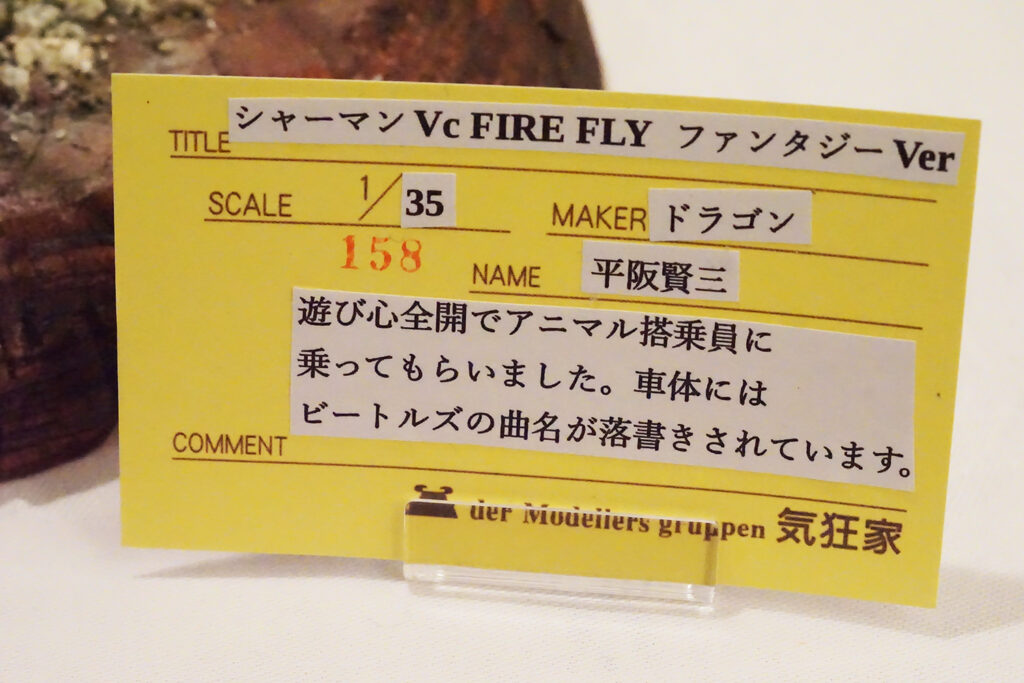 TITLE シャーマン Vc FIRE FLY ファンタジー Ver
SCALE 1/35 MAKER ドラゴン
158
NAME 平阪賢三
遊び心全開でアニマル搭乗員に
乗ってもらいました。車体には
ビートルズの曲名が落書きされています。
COMMENT
der Modellers gruppen 気狂家